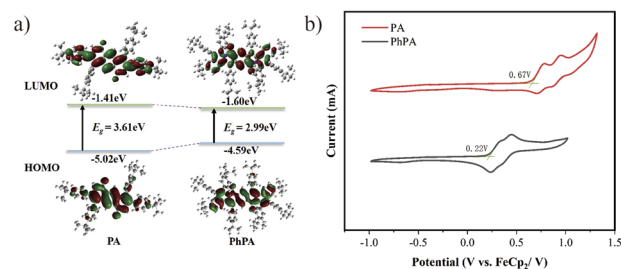 a)
LUMO
-1.41eV
-1.60eV
Eg = 3.61eV
Eg = 2.99eV
HOMO
-5.02eV
-4.59eV
PA
PhPA
b)
PA
PhPA
0.67V
0.22V
Current (mA)
-1.0 -0.5 0.0 0.5 1.0 1.5
Potential (V vs. FeCp2/ V)